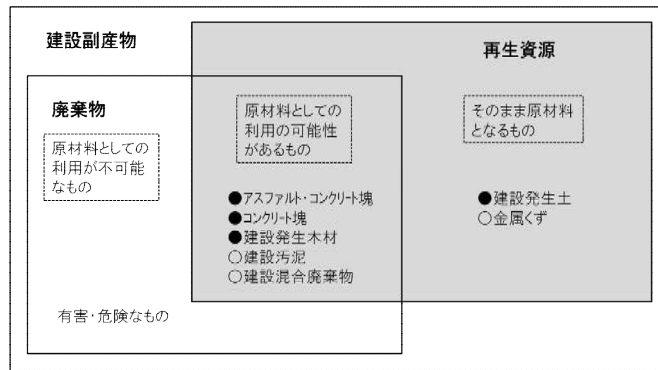 建設副産物
再生資源
廃棄物
原材料としての
利用が不可能
なもの
原材料としての
利用の可能性
があるもの
そのまま原材料
となるもの
●アスファルト・コンクリート塊
●コンクリート塊
●建設発生木材
○建設汚泥
○建設混合廃棄物
●建設発生土
○金属くず
有害・危険なもの